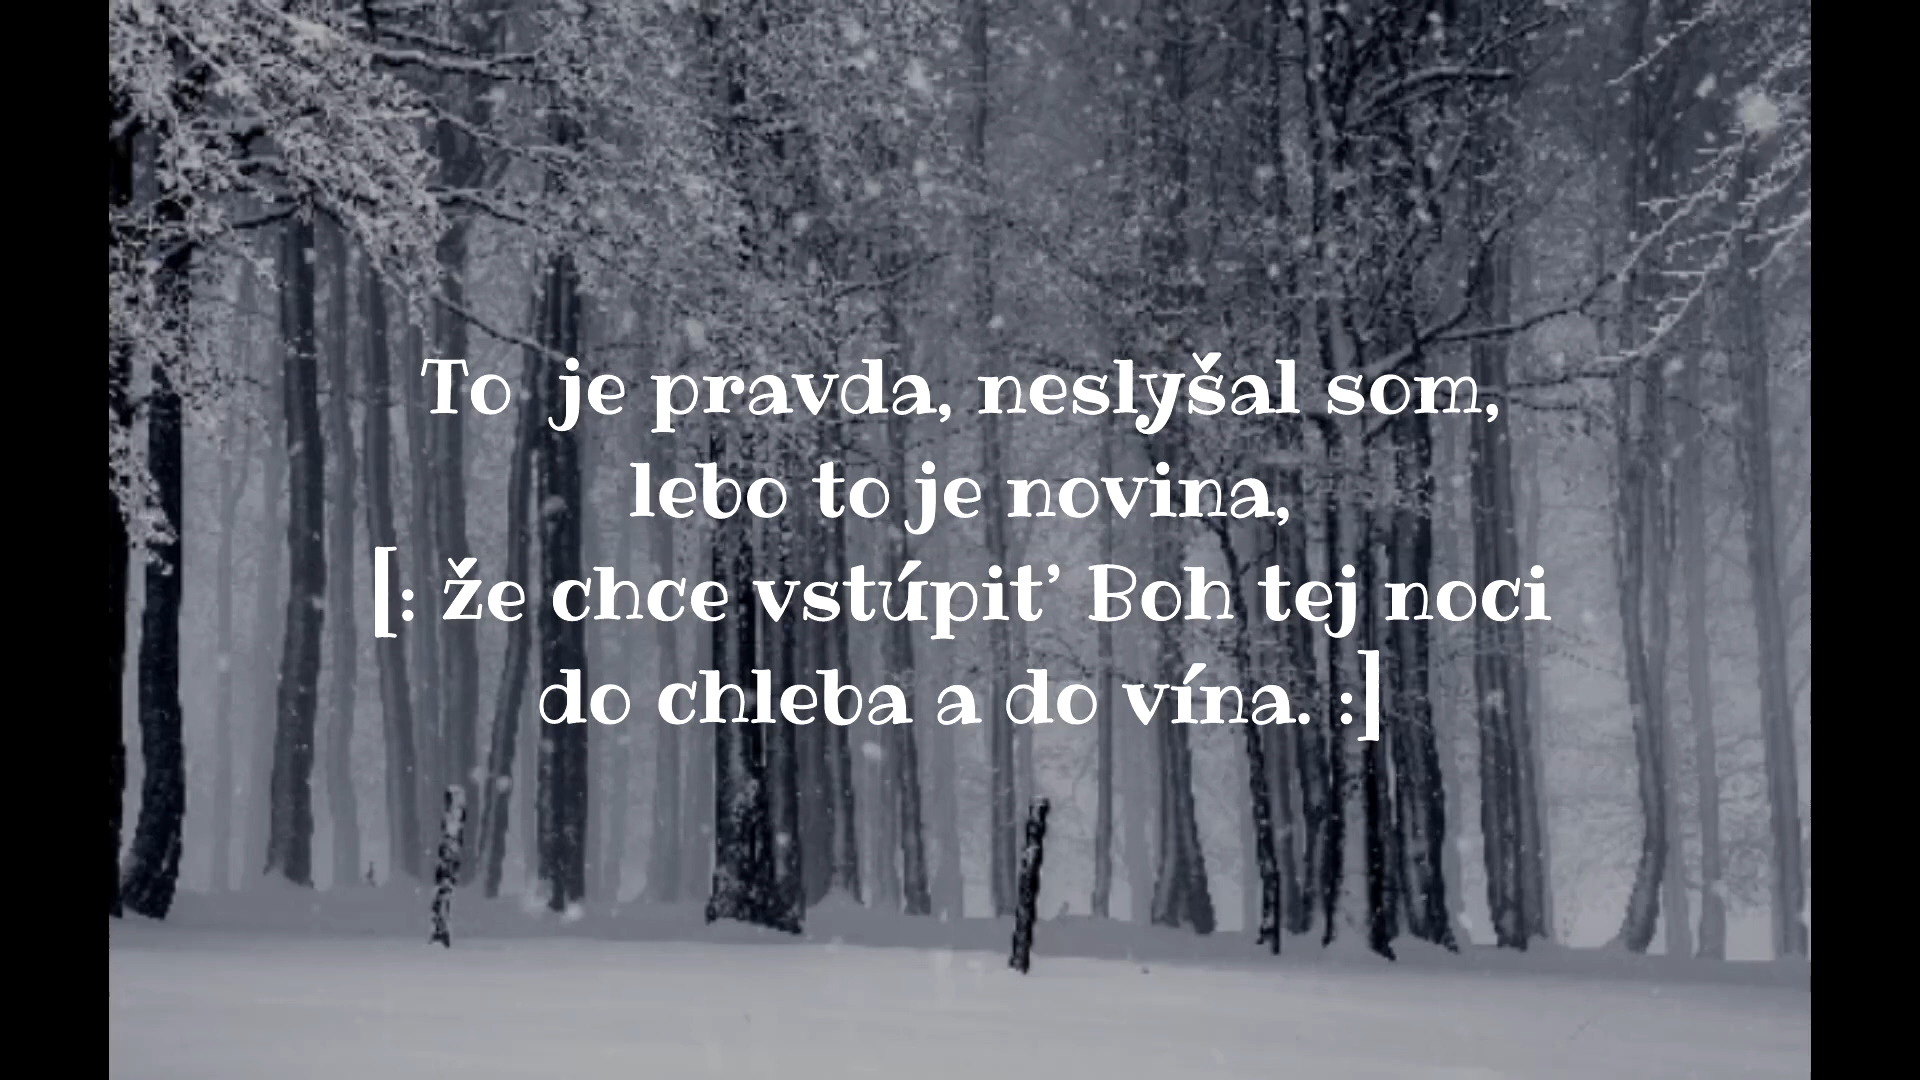 To  je pravda, neslyšal som,
lebo to je novina,
[: že chce vstúpiť Boh tej noci
do chleba a do vína. :]